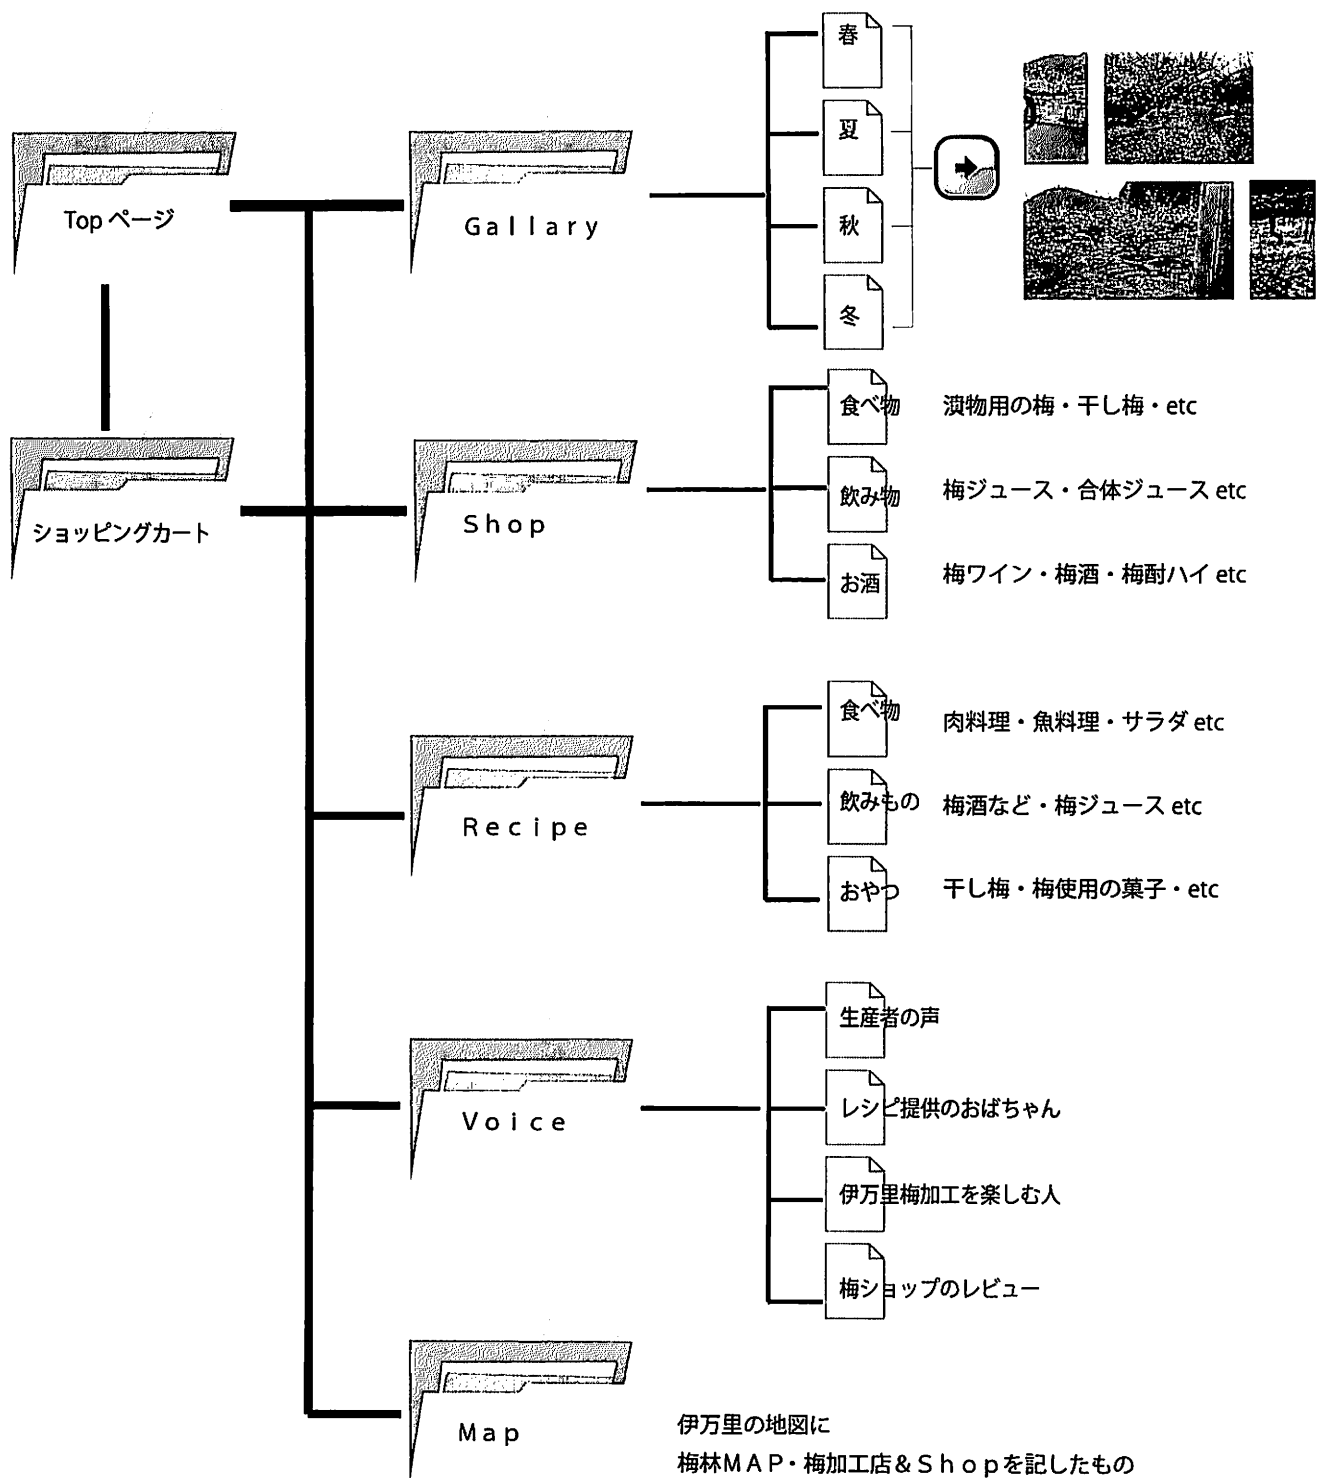 Top ページ
Gallary
春
夏
秋
冬
ショッピングカート
Shop
食べ物
漬物用の梅・干し梅・etc
飲み物
梅ジュース・合体ジュース etc
お酒
梅ワイン・梅酒・梅酎ハイ etc
Recipe
食べ物
肉料理・魚料理・サラダ etc
飲みもの
梅酒など・梅ジュース etc
おやつ
干し梅・梅使用の菓子・etc
Voice
生産者の声
レシピ提供のおばちゃん
伊万里梅加工を楽しむ人
梅ショップのレビュー
Map
伊万里の地図に
梅林MAP・梅加工店&Shopを記したもの